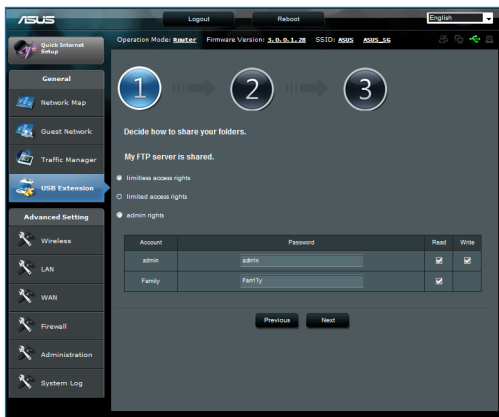 ASUS
Logout
Reboot
English
Quick Internet Setup
Operation Mode: Router Firmware Version: 3.0.0.1.28 SSID: ASUS ASUS_5G
General
Network Map
Guest Network
Traffic Manager
USB Extension
Advanced Setting
Wireless
LAN
WAN
Firewall
Administration
System Log
1
2
3
Decide how to share your folders.
My FTP server is shared.
limitless access rights
limited access rights
admin rights
Account Password Read Write
admin admin
Family Family
Previous Next